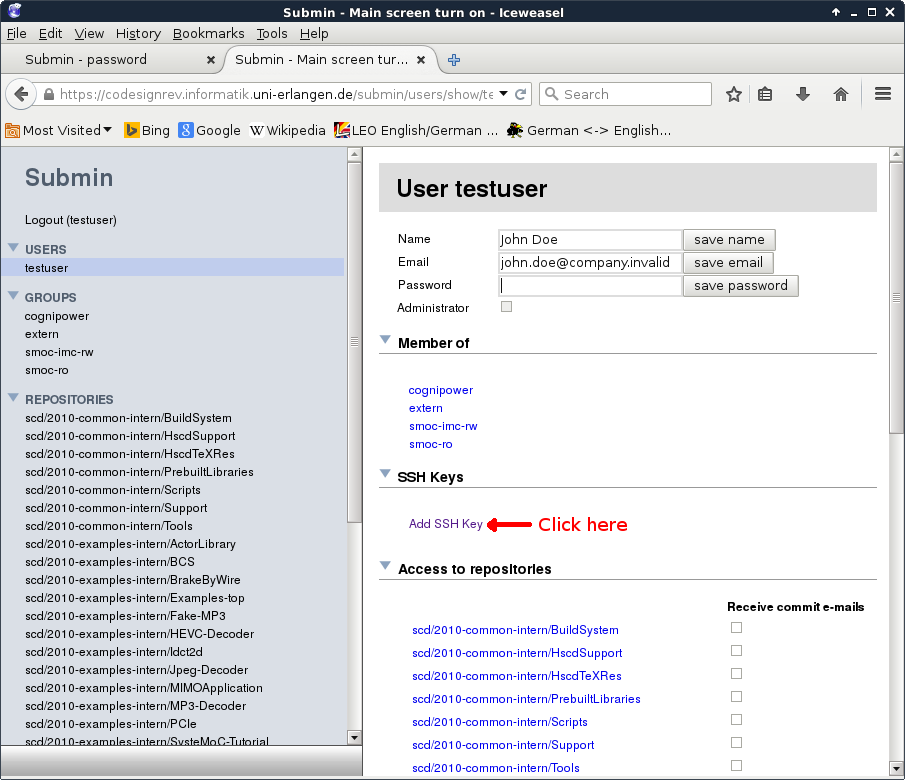 Submin - Main screen turn on - Iceweasel
File Edit View History Bookmarks Tools Help
Submin - password
Submin - Main screen tur...
https://codesignrev.informatik.uni-erlangen.de/submin/users/show/te
Search
Most Visited Bing Google Wikipedia LEO English/German ... German <-> English...
Submin
Logout (testuser)
USERS
testuser
GROUPS
cognipower
extern
smoc-imc-rw
smoc-ro
REPOSITORIES
scd/2010-common-intern/BuildSystem
scd/2010-common-intern/HscdSupport
scd/2010-common-intern/HscdTeXRes
scd/2010-common-intern/PrebuiltLibraries
scd/2010-common-intern/Scripts
scd/2010-common-intern/Support
scd/2010-common-intern/Tools
scd/2010-examples-intern/ActorLibrary
scd/2010-examples-intern/BCS
scd/2010-examples-intern/BrakeByWire
scd/2010-examples-intern/Examples-top
scd/2010-examples-intern/Fake-MP3
scd/2010-examples-intern/HEVC-Decoder
scd/2010-examples-intern/Idct2d
scd/2010-examples-intern/Jpeg-Decoder
scd/2010-examples-intern/MIMOApplication
scd/2010-examples-intern/MP3-Decoder
scd/2010-examples-intern/PCIe
scd/2010-examples-intern/SysteMoC-Tutorial
User testuser
Name John Doe save name
Email john.doe@company.invalid save email
Password save password
Administrator
Member of
cognipower
extern
smoc-imc-rw
smoc-ro
SSH Keys
Add SSH Key Click here
Access to repositories
Receive commit e-mails
scd/2010-common-intern/BuildSystem
scd/2010-common-intern/HscdSupport
scd/2010-common-intern/HscdTeXRes
scd/2010-common-intern/PrebuiltLibraries
scd/2010-common-intern/Scripts
scd/2010-common-intern/Support
scd/2010-common-intern/Tools